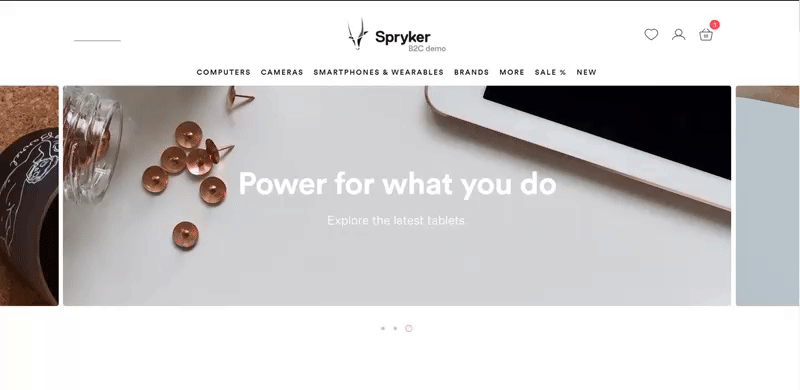 Spryker
B2C demo
1
COMPUTERS CAMERAS SMARTPHONES & WEARABLES BRANDS MORE SALE % NEW
Power for what you do
Explore the latest tablets.